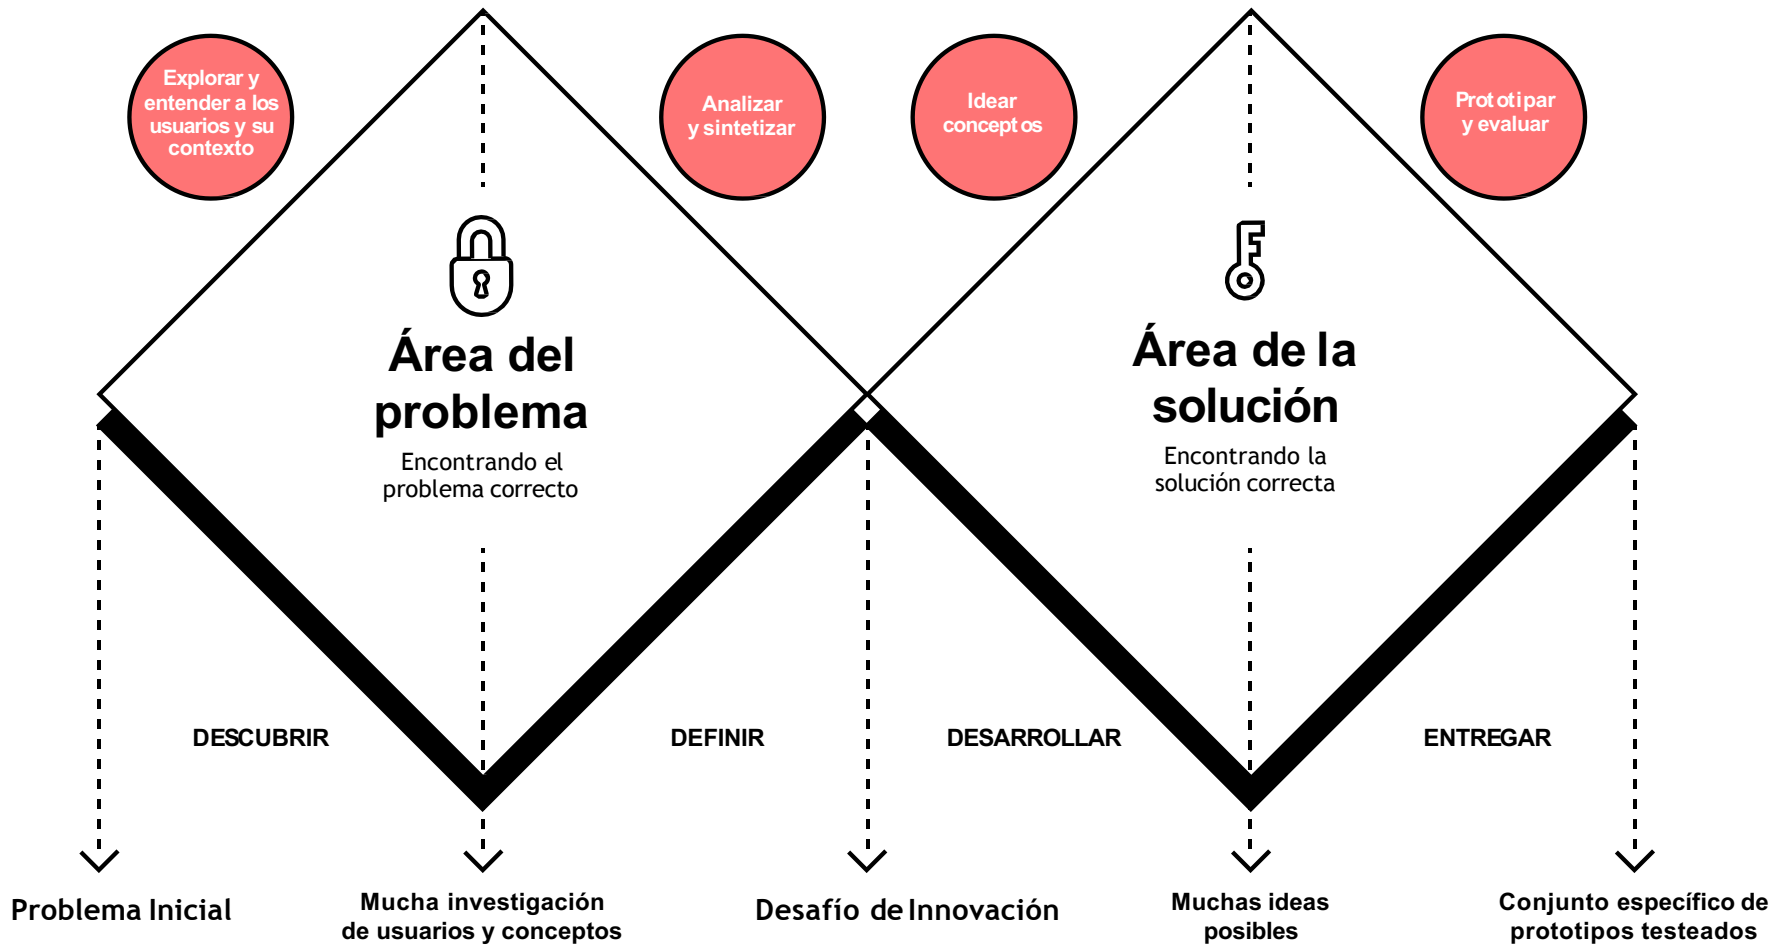 Explorar y
entender a los
usuarios y su
contexto
Analizar
y sintetizar
Idear
conceptos
Prototipar
y evaluar
Área del
problema
Encontrando el
problema correcto
Área de la
solución
Encontrando la
solución correcta
DESCUBRIR
DEFINIR
DESARROLLAR
ENTREGAR
Problema Inicial
Mucha investigación
de usuarios y conceptos
Desafío de Innovación
Muchas ideas
posibles
Conjunto específico de
prototipos testeados